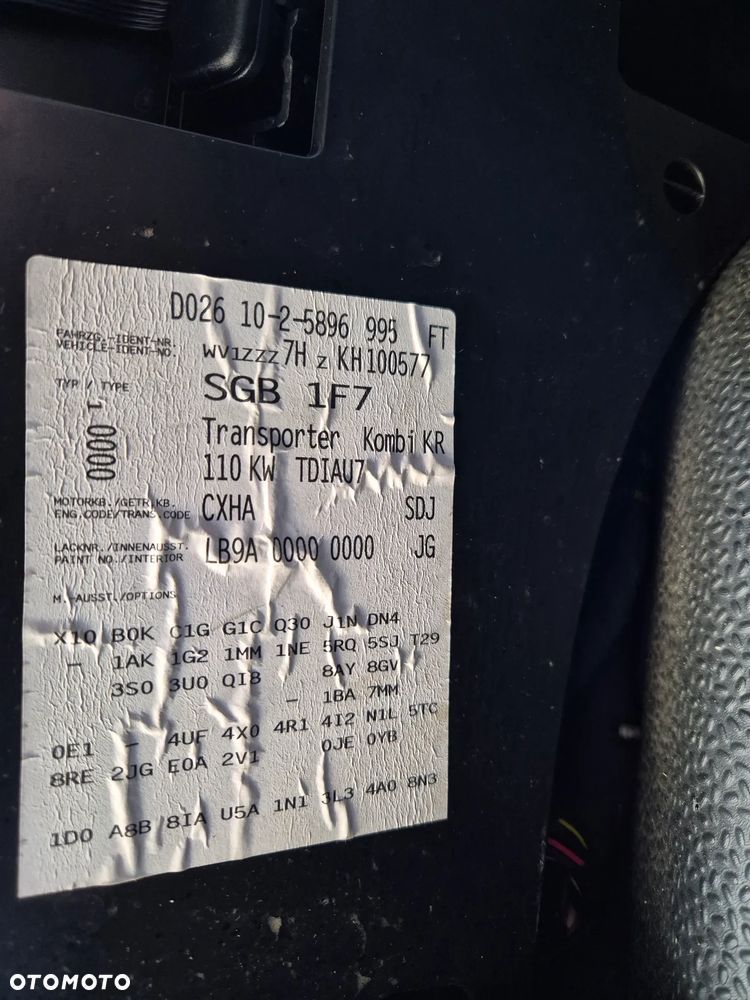 D026 10-2-5896 995 FT
FAHRZG.-IDENT-NR.
VEHICLE-IDENT-NO.
WV1ZZZ7H z KH100577
TYP / TYPE
SGB 1F7
0000 1
Transporter Kombi KR
110 KW TDIAU7
MOTORKB./GETR.KB.
ENG.CODE/TRANS.CODE
CXHA SDJ
LACKNR./INNENAUSST.
PAINT NO./INTERIOR
LB9A 0000 0000 JG
M.-AUSST./OPTIONS
X10 B0K C1G G1C Q30 J1N DN4
- 1AK 1G2 1MM 1NE 5RQ 5SJ T29
3S0 3U0 QI8 8AY 8GV
- 1BA 7MM
0E1 - 4UF 4X0 4R1 4I2 N1L 5TC
8RE 2JG E0A 2V1 0JE 0YB
1D0 A8B 8IA U5A 1N1 3L3 4A0 8N3
OTOMOTO